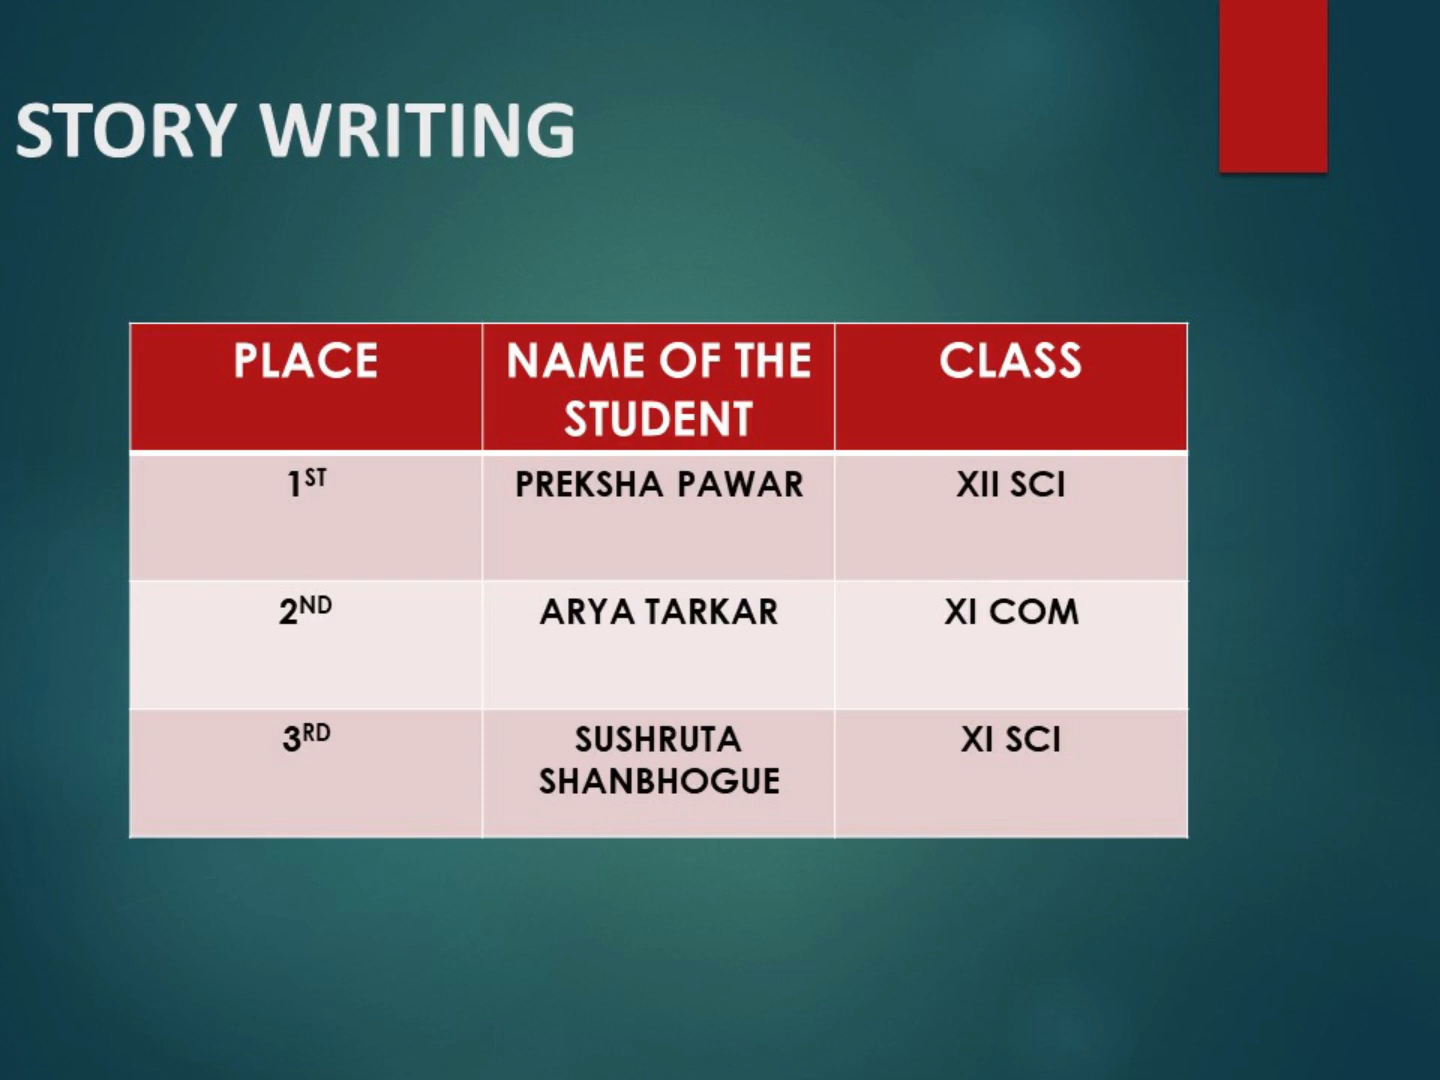 STORY WRITING
PLACE
NAME OF THE
STUDENT
CLASS
1ST
PREKSHA PAWAR
XII SCI
2ND
ARYA TARKAR
XI COM
3RD
SUSHRUTA
SHANBHOGUE
XI SCI